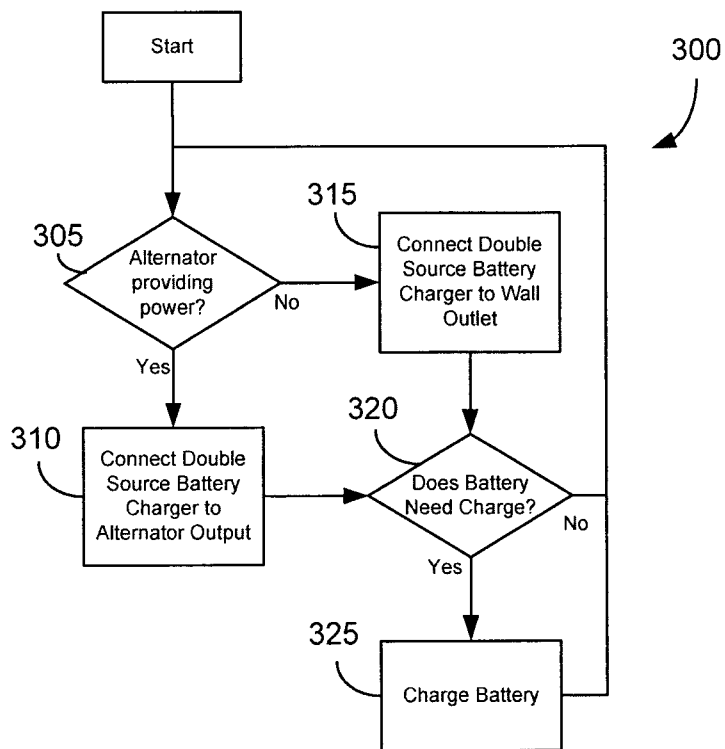 Start
300
305
Alternator
providing
power?
No
Yes
315
Connect Double
Source Battery
Charger to Wall
Outlet
310
Connect Double
Source Battery
Charger to
Alternator Output
320
Does Battery
Need Charge?
No
Yes
325
Charge Battery